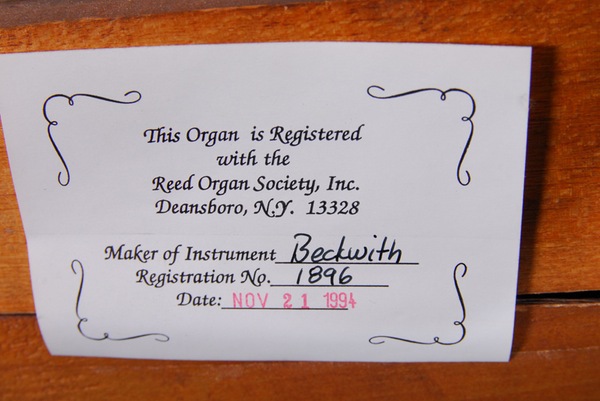 This Organ is Registered
with the
Reed Organ Society, Inc.
Deansboro, N.Y. 13328
Maker of Instrument Beckwith
Registration No. 1896
Date: NOV 21 1994